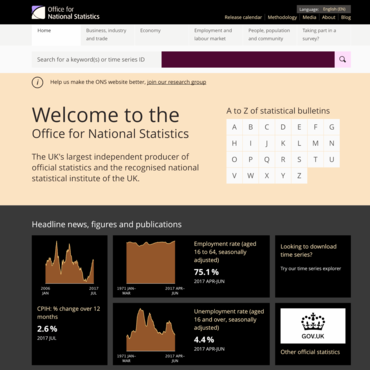 Office for
National Statistics
Language: English (EN)
Release calendar | Methodology | Media | About | Blog
Home
Business, industry and trade
Economy
Employment and labour market
People, population and community
Taking part in a survey?
Search for a keyword(s) or time series ID
Help us make the ONS website better, join our research group
Welcome to the
Office for National Statistics
The UK's largest independent producer of
official statistics and the recognised national
statistical institute of the UK.
A to Z of statistical bulletins
A B C D E F G
H I J K L M N
O P Q R S T U
V W X Y Z
Headline news, figures and publications
2006 JAN
2017 JUL
CPIH: % change over 12
months
2.6%
2017 JUL
1971 JAN-MAR
2017 APR-JUN
Employment rate (aged
16 to 64, seasonally
adjusted)
75.1%
2017 APR-JUN
1971 JAN-MAR
2017 APR-JUN
Unemployment rate (aged
16 and over, seasonally
adjusted)
4.4%
2017 APR-JUN
Looking to download
time series?
Try our time series explorer
GOV.UK
Other official statistics